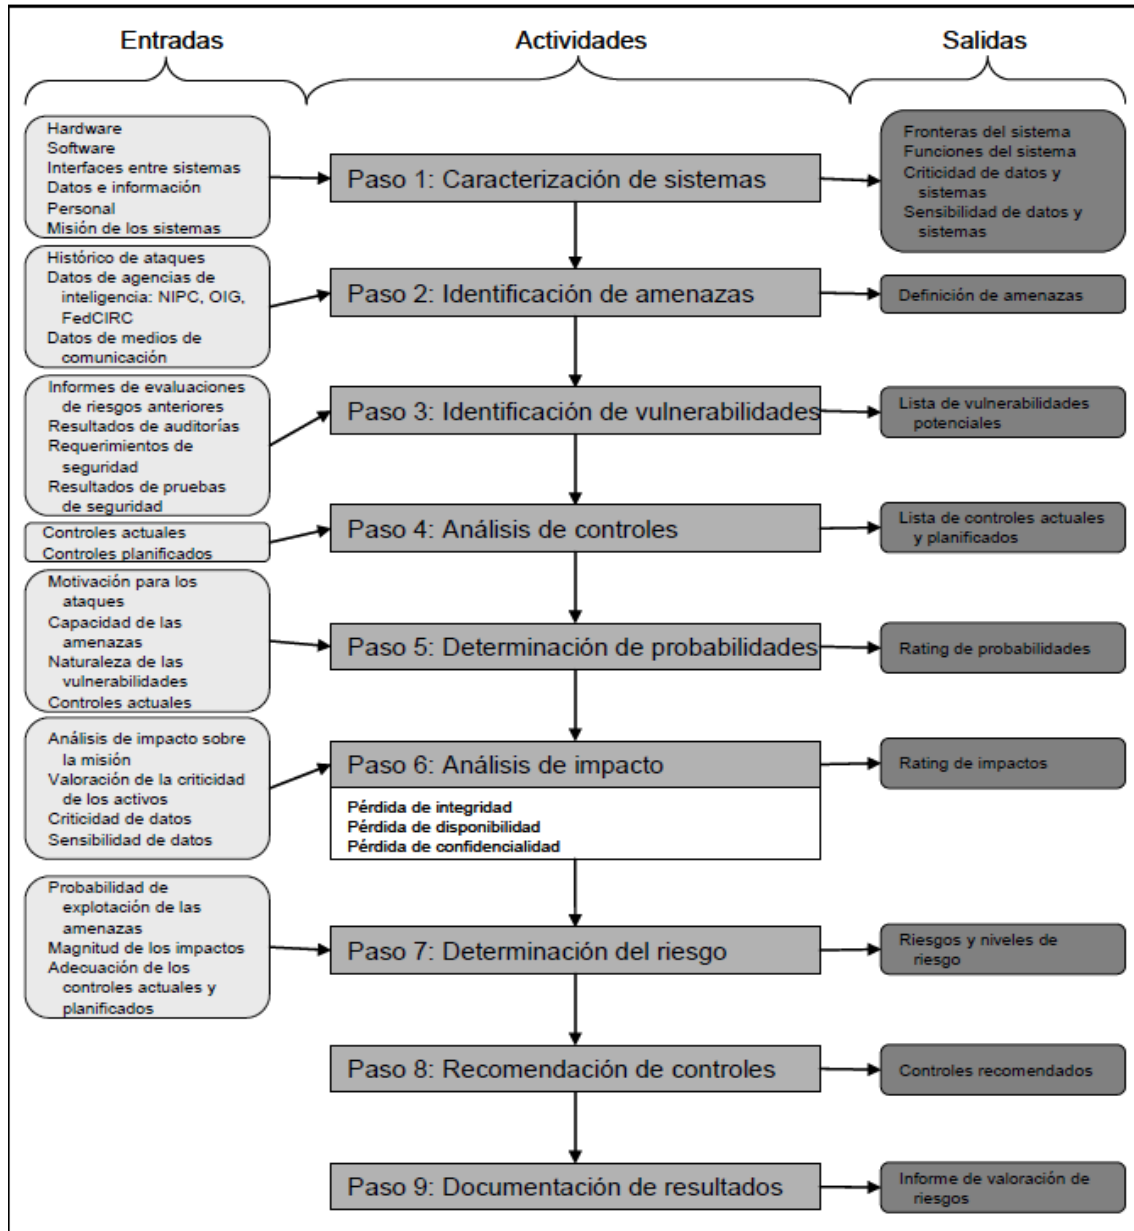 Entradas
Actividades
Salidas
Hardware
Software
Interfaces entre sistemas
Datos e información
Personal
Misión de los sistemas
Paso 1: Caracterización de sistemas
Fronteras del sistema
Funciones del sistema
Criticidad de datos y
sistemas
Sensibilidad de datos y
sistemas
Histórico de ataques
Datos de agencias de
inteligencia: NIPC, OIG,
FedCIRC
Datos de medios de
comunicación
Paso 2: Identificación de amenazas
Definición de amenazas
Informes de evaluaciones
de riesgos anteriores
Resultados de auditorías
Requerimientos de
seguridad
Resultados de pruebas
de seguridad
Paso 3: Identificación de vulnerabilidades
Lista de vulnerabilidades
potenciales
Controles actuales
Controles planificados
Paso 4: Análisis de controles
Lista de controles actuales
y planificados
Motivación para los
ataques
Capacidad de las
amenazas
Naturaleza de las
vulnerabilidades
Controles actuales
Paso 5: Determinación de probabilidades
Rating de probabilidades
Análisis de impacto sobre
la misión
Valoración de la criticidad
de los activos
Criticidad de datos
Sensibilidad de datos
Paso 6: Análisis de impacto
Pérdida de integridad
Pérdida de disponibilidad
Pérdida de confidencialidad
Rating de impactos
Probabilidad de
explotación de las
amenazas
Magnitud de los impactos
Adecuación de los
controles actuales y
planificados
Paso 7: Determinación del riesgo
Riesgos y niveles de
riesgo
Paso 8: Recomendación de controles
Controles recomendados
Paso 9: Documentación de resultados
Informe de valoración de
riesgos